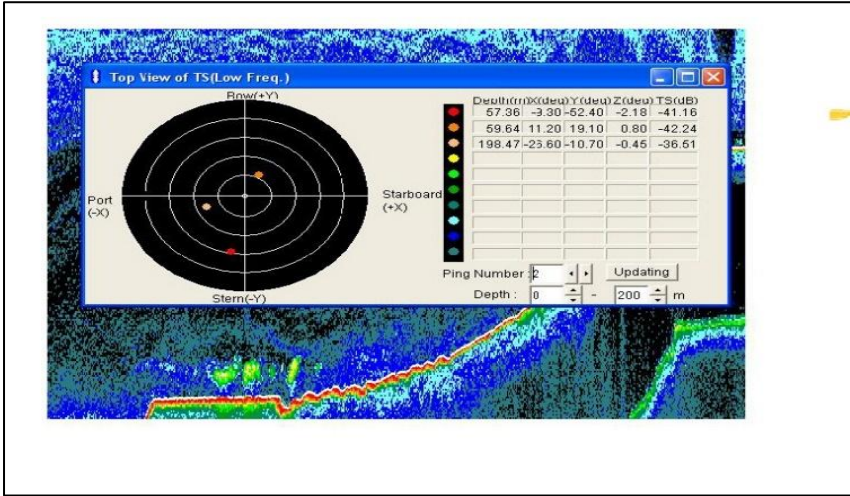 Top View of TS(Low Freq.)
Bow(+Y)
Port
(-X)
Starboard
(+X)
Stern(-Y)
Depth(m) X(deg) Y(deg) Z(deg) TS(dB)
57.36 -3.30 -52.40 -2.18 -41.16
59.64 11.20 19.10 0.80 -42.24
198.47 -26.60 -10.70 -0.45 -36.51
Ping Number : 2 Updating
Depth : 0 - 200 m